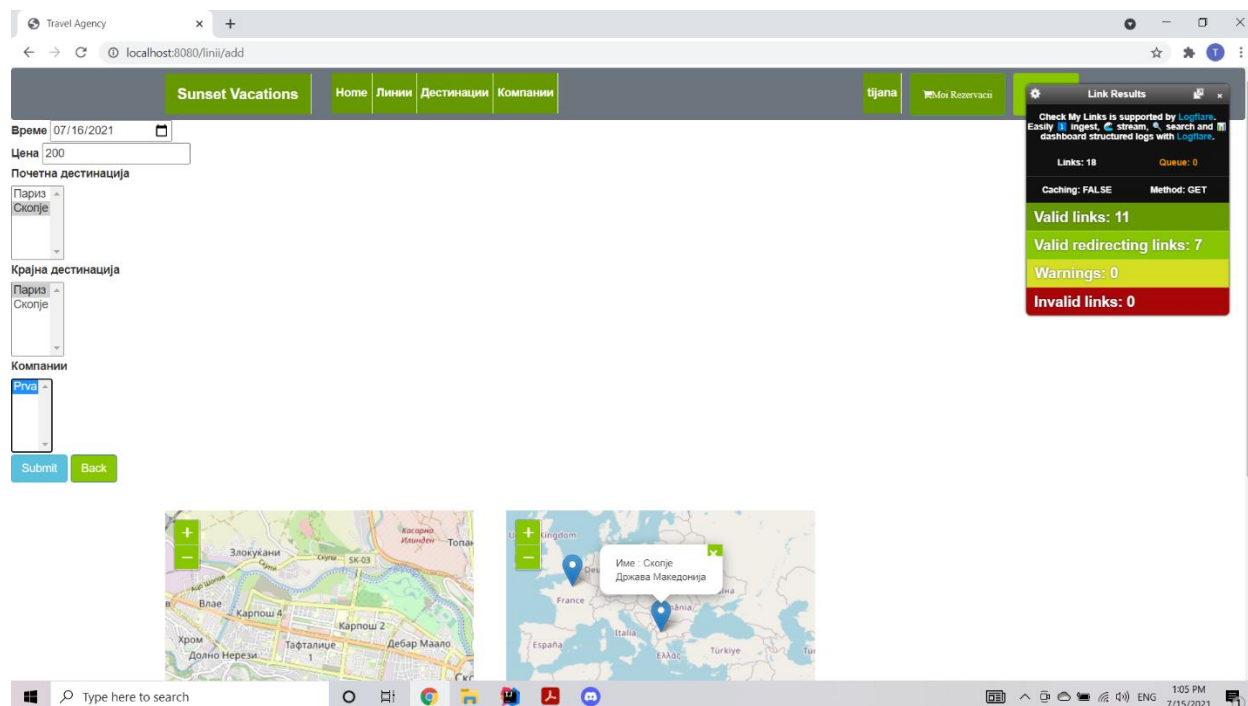 Travel Agency
localhost:8080/linii/add
T
Sunset Vacations
Home Линии Дестинации Компании
tijana
Moi Rezervacii
Link Results
Check My Links is supported by Logflare.
Easily ingest, stream, search and
dashboard structured logs with Logflare.
Links: 18 Queue: 0
Caching: FALSE Method: GET
Valid links: 11
Valid redirecting links: 7
Warnings: 0
Invalid links: 0
Време 07/16/2021
Цена 200
Почетна дестинација
Париз
Скопје
Крајна дестинација
Париз
Скопје
Компании
Prva
Submit Back
+
−
Злокуќани
SK-03
Влае
Карпош 4
Карпош 2
Хром
Тафталиџе
1
Дебар Маало
Долно Нерези
+
−
France
Italia
España
Ελλάς
Türkiye
Име : Скопје
Држава Македонија
Type here to search
ENG
1:05 PM
7/15/2021